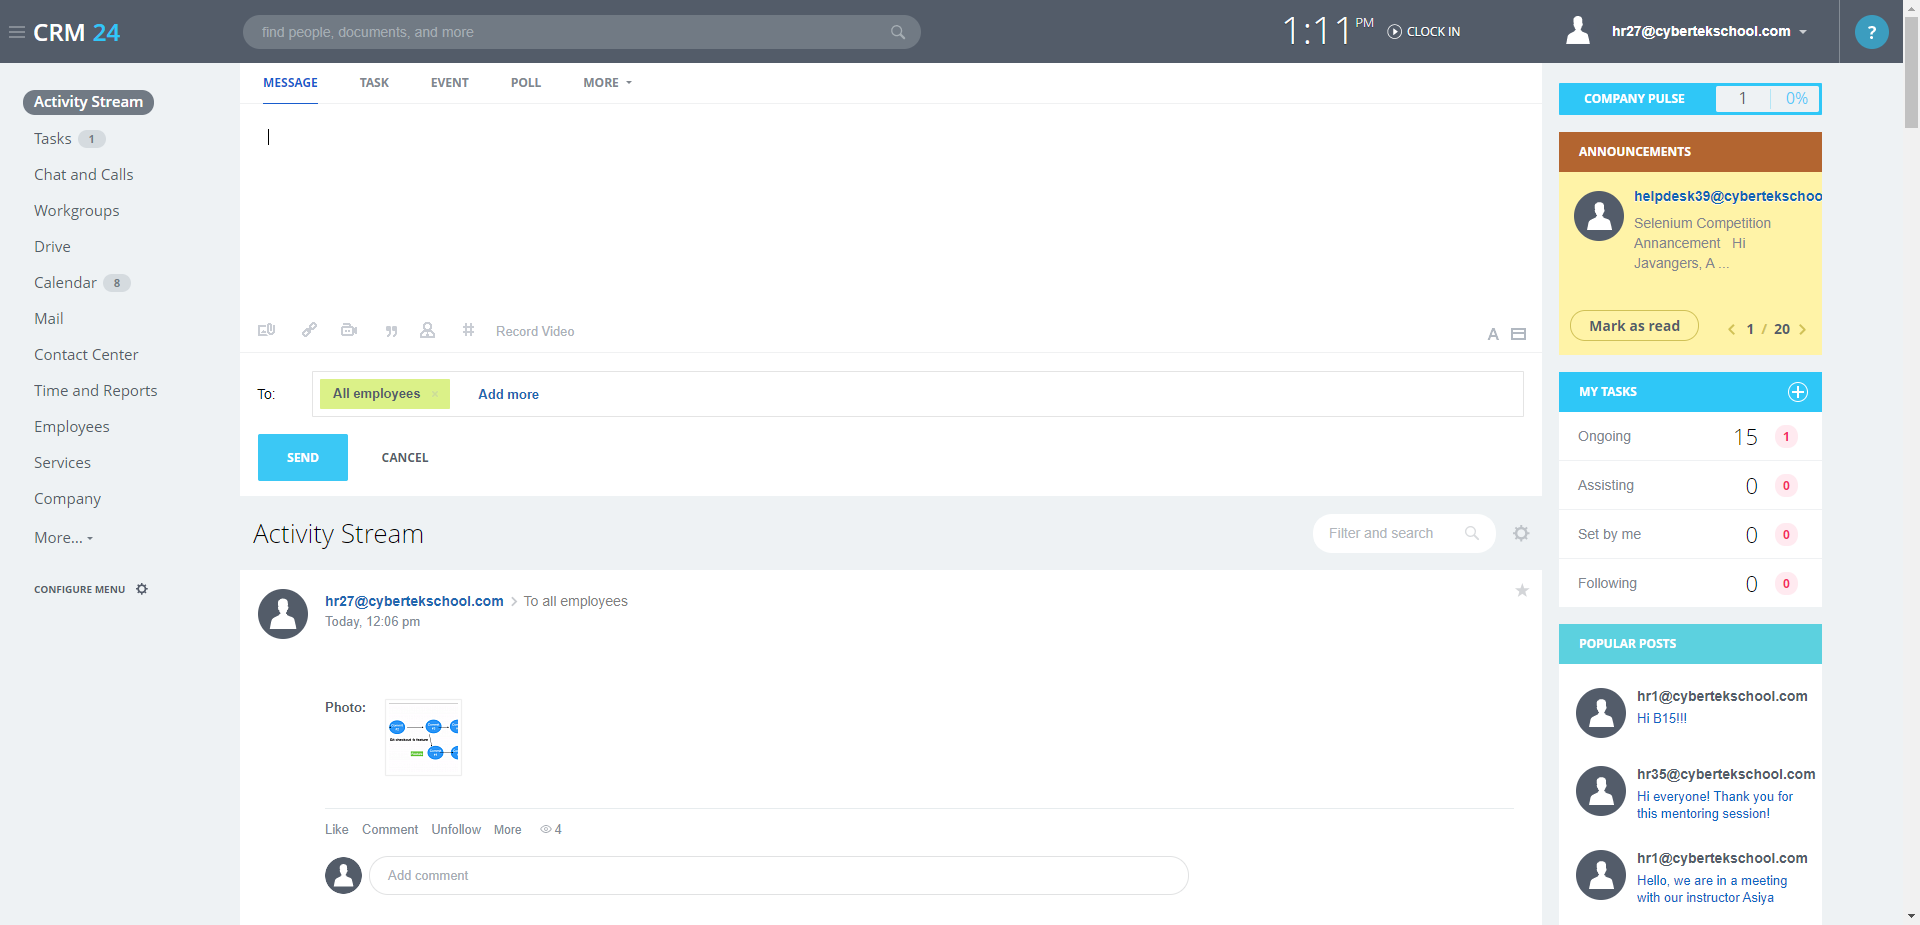 CRM 24
find people, documents, and more
1:11 PM
CLOCK IN
hr27@cybertekschool.com
?
Activity Stream
Tasks 1
Chat and Calls
Workgroups
Drive
Calendar 8
Mail
Contact Center
Time and Reports
Employees
Services
Company
More...
CONFIGURE MENU
MESSAGE TASK EVENT POLL MORE
Record Video
A
To: All employees × Add more
SEND CANCEL
Activity Stream
Filter and search
hr27@cybertekschool.com > To all employees
Today, 12:06 pm
Photo:
Like Comment Unfollow More 4
Add comment
COMPANY PULSE 1 0%
ANNOUNCEMENTS
helpdesk39@cybertekschoo
Selenium Competition
Annancement Hi
Javangers, A ...
Mark as read
1 / 20
MY TASKS
Ongoing 15 1
Assisting 0 0
Set by me 0 0
Following 0 0
POPULAR POSTS
hr1@cybertekschool.com
Hi B15!!!
hr35@cybertekschool.com
Hi everyone! Thank you for
this mentoring session!
hr1@cybertekschool.com
Hello, we are in a meeting
with our instructor Asiya